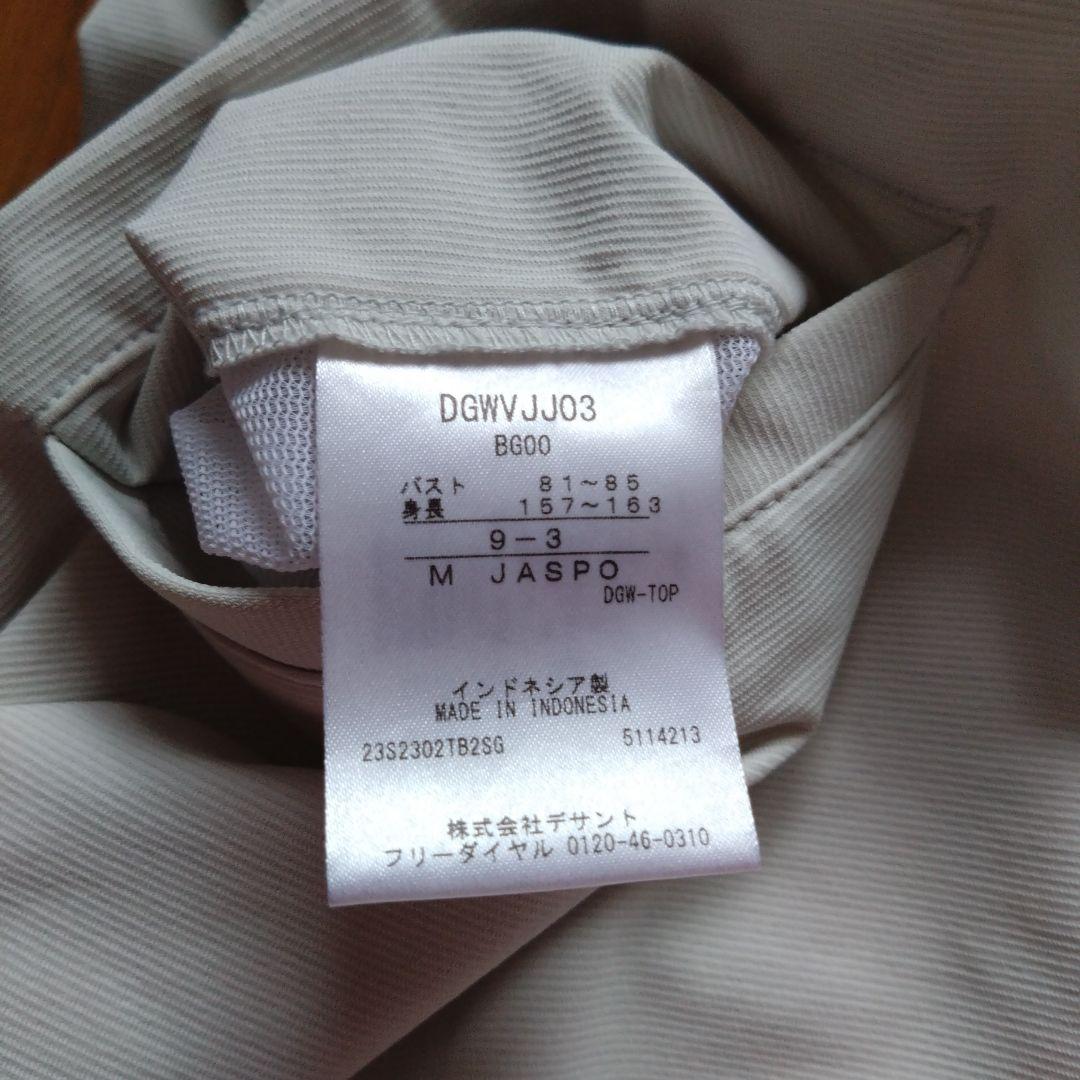 DGWVJJ03
BG00
バスト 81~85
身長 157~163
9-3
M JASPO
DGW-TOP
インドネシア製
MADE IN INDONESIA
23S2302TB2SG 5114213
株式会社デサント
フリーダイヤル 0120-46-0310